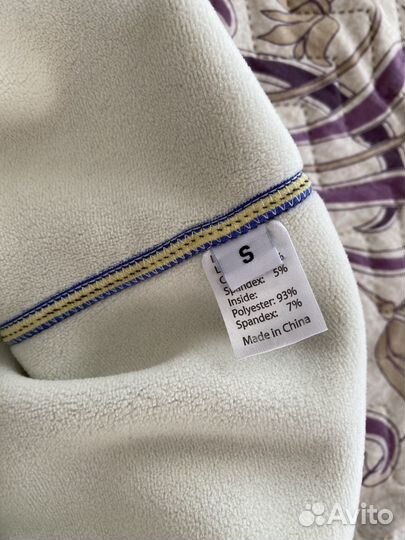 S
Spandex: 5%
Inside:
Polyester: 93%
Spandex: 7%
Made in China
Avito